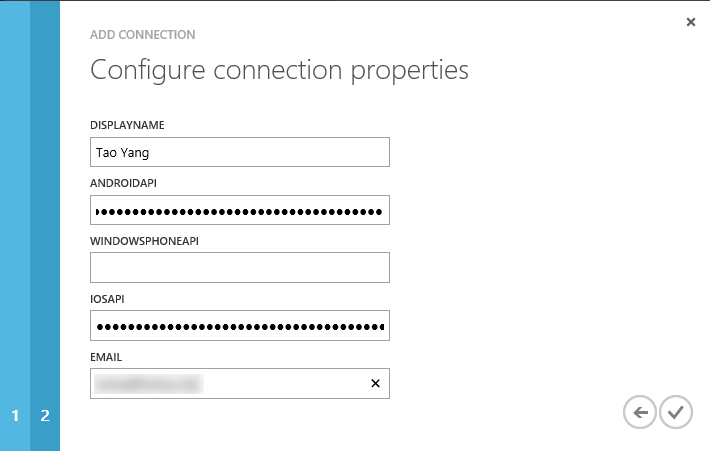 ADD CONNECTION
Configure connection properties
DISPLAYNAME
Tao Yang
ANDROIDAPI
WINDOWSPHONEAPI
IOSAPI
EMAIL
1 2